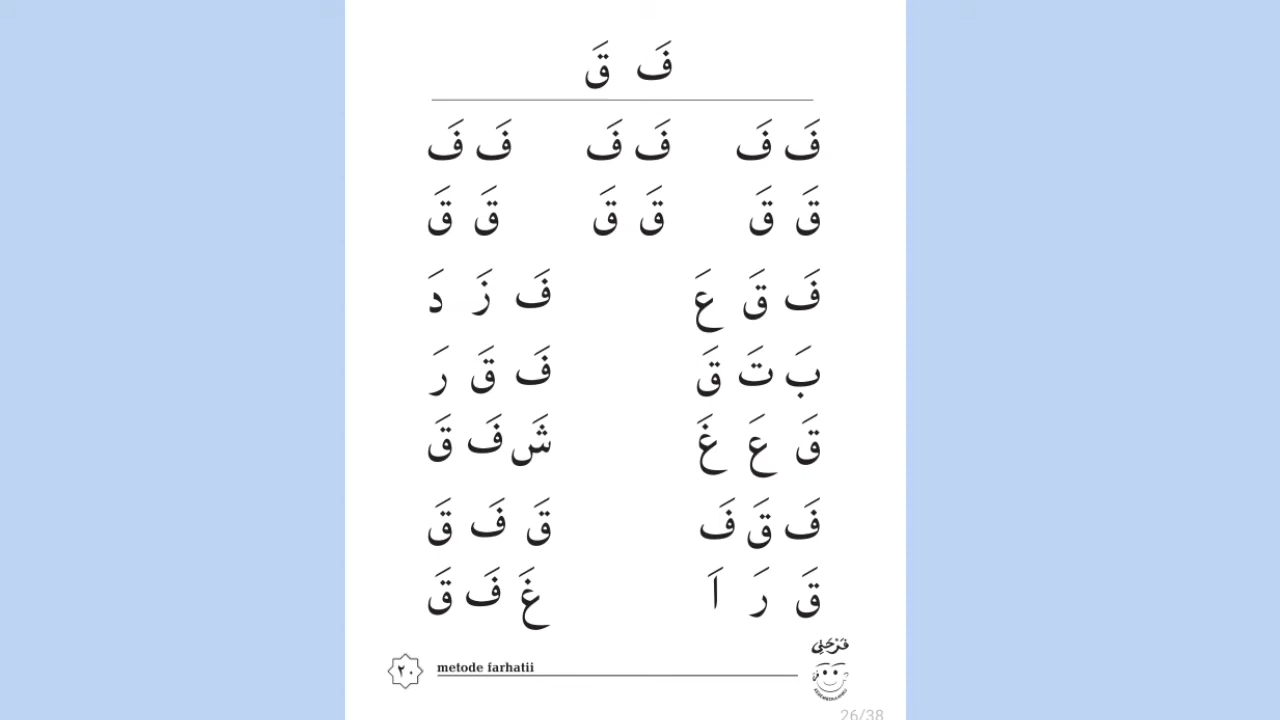 فَ قَ
فَ فَ فَ فَ فَ فَ
قَ قَ قَ قَ قَ قَ
فَ قَ عَ فَ زَ دَ
بَ تَ قَ فَ قَ رَ
قَ عَ غَ شَ فَ قَ
فَ قَ فَ قَ فَ قَ
قَ رَ اَ غَ فَ قَ
فَرْحَتِي
٢٠ metode farhatii
26/38